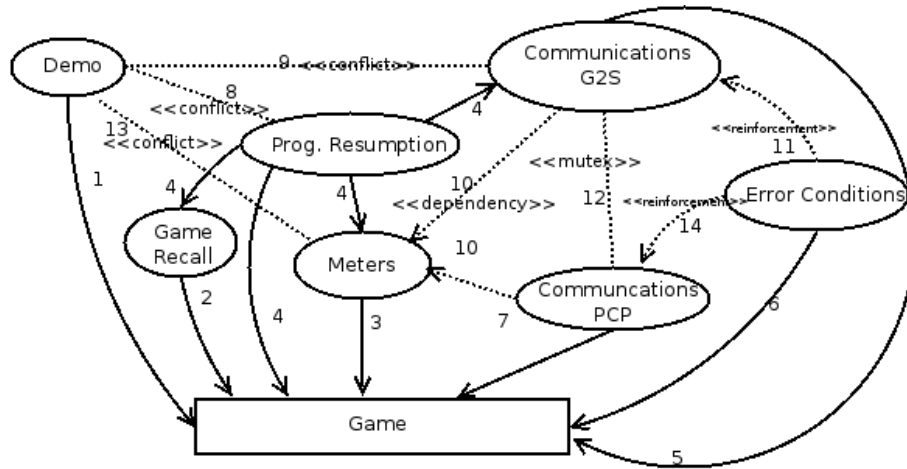 Demo
9
<<conflict>>
Communications
G2S
8
<<conflict>>
4
13
<<conflict>>
Prog. Resumption
<<reinforcement>>
11
<<mutex>>
1
4
4
10
12
Error Conditions
<<dependency>>
<<reinforcement>>
14
Game
Recall
10
Meters
Communcations
PCP
2
4
3
7
6
Game
5